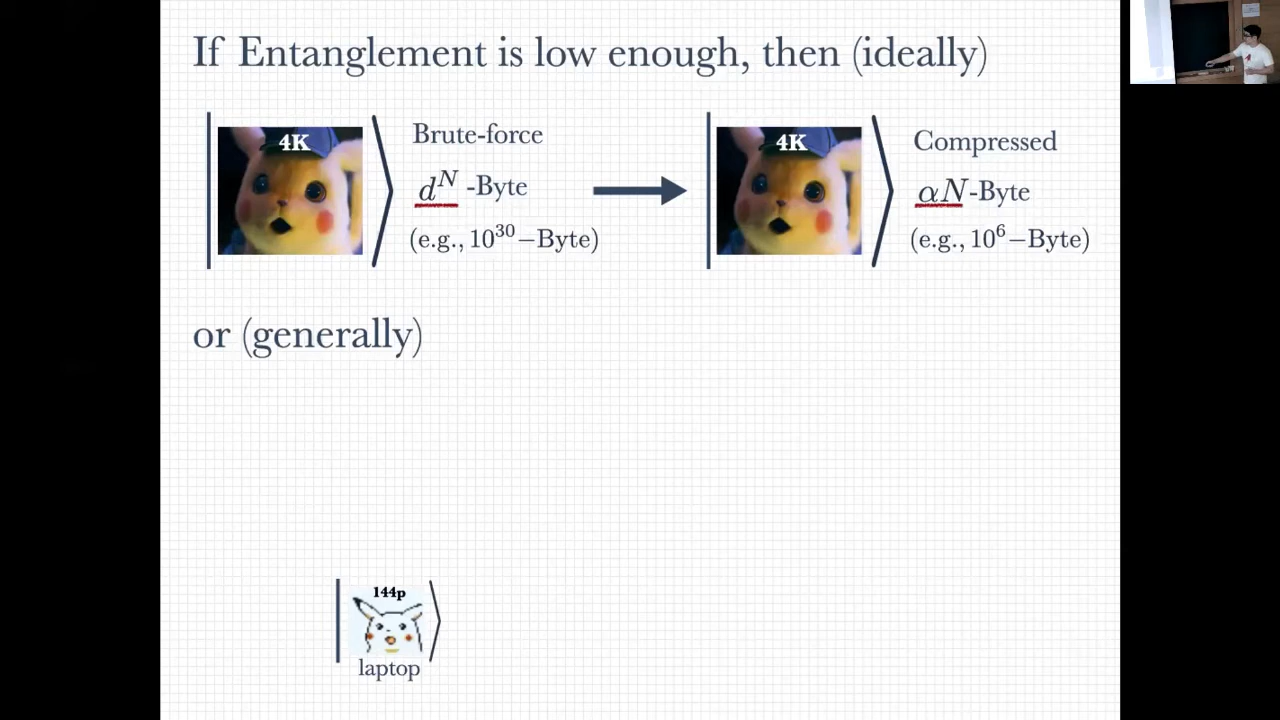 If Entanglement is low enough, then (ideally)
4K
Brute-force
d^N -Byte
(e.g., 10^30−Byte)
4K
Compressed
αN-Byte
(e.g., 10^6−Byte)
or (generally)
144p
laptop